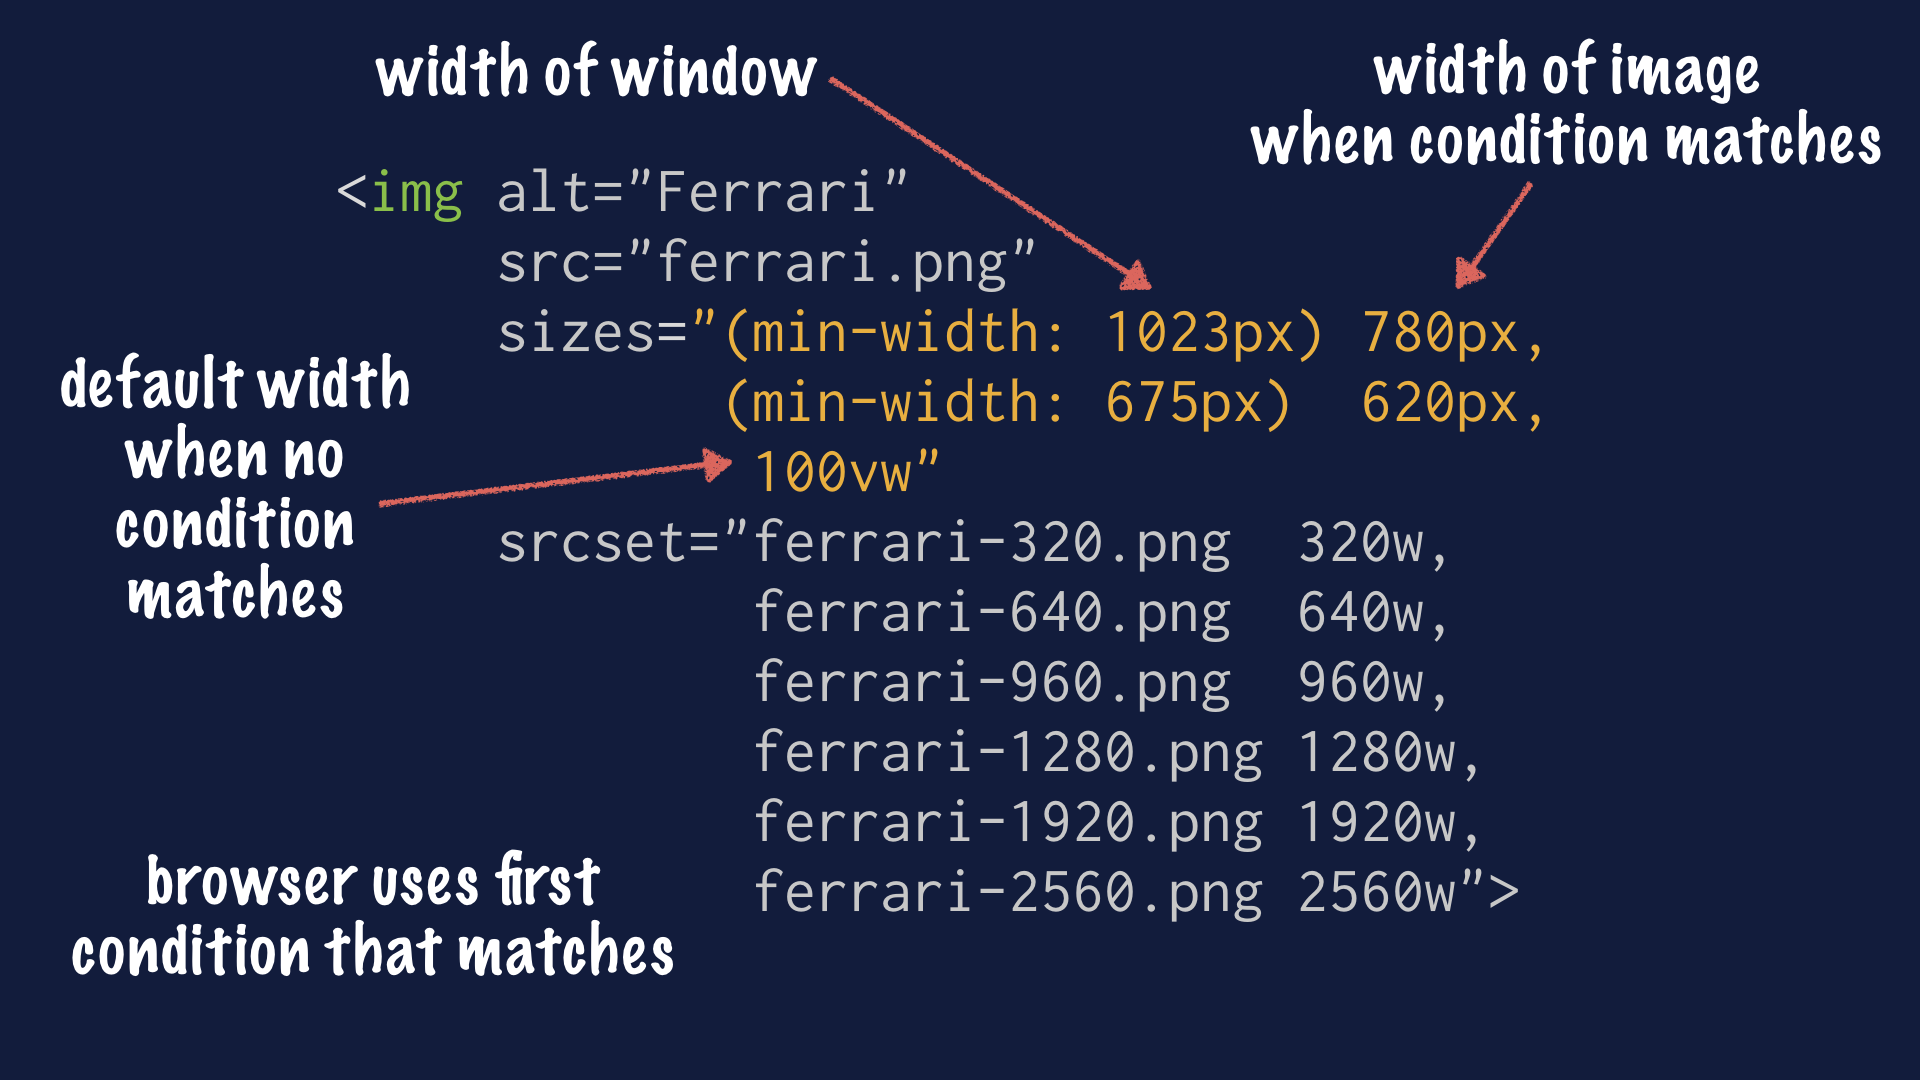 width of window
width of image
when condition matches
<img alt="Ferrari"
src="ferrari.png"
sizes="(min-width: 1023px) 780px,
(min-width: 675px) 620px,
100vw"
default width
when no
condition
matches
srcset="ferrari-320.png 320w,
ferrari-640.png 640w,
ferrari-960.png 960w,
ferrari-1280.png 1280w,
ferrari-1920.png 1920w,
ferrari-2560.png 2560w">
browser uses first
condition that matches